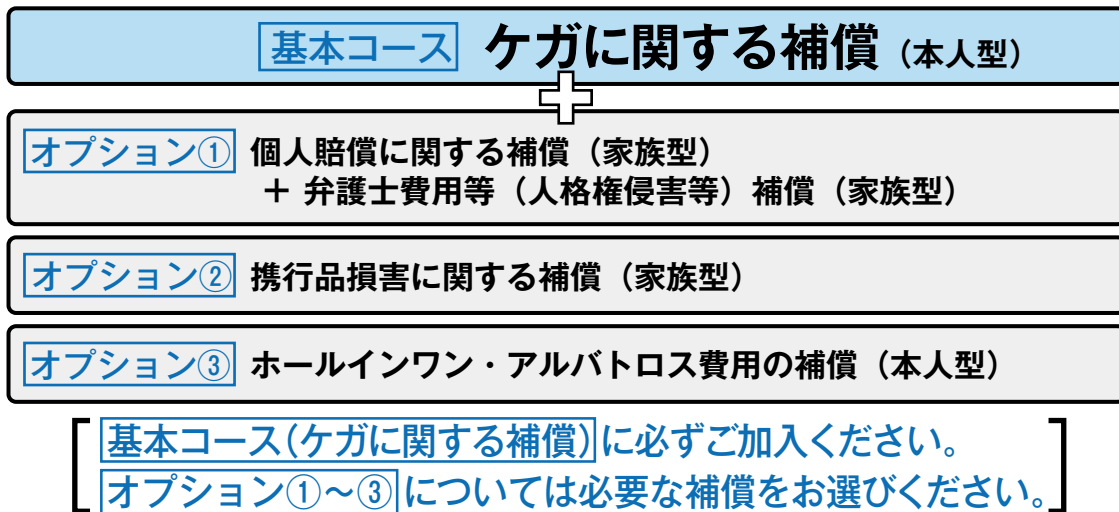 基本コース ケガに関する補償（本人型）
オプション① 個人賠償に関する補償（家族型）
＋ 弁護士費用等（人格権侵害等）補償（家族型）
オプション② 携行品損害に関する補償（家族型）
オプション③ ホールインワン・アルバトロス費用の補償（本人型）
基本コース（ケガに関する補償）に必ずご加入ください。
オプション①～③については必要な補償をお選びください。